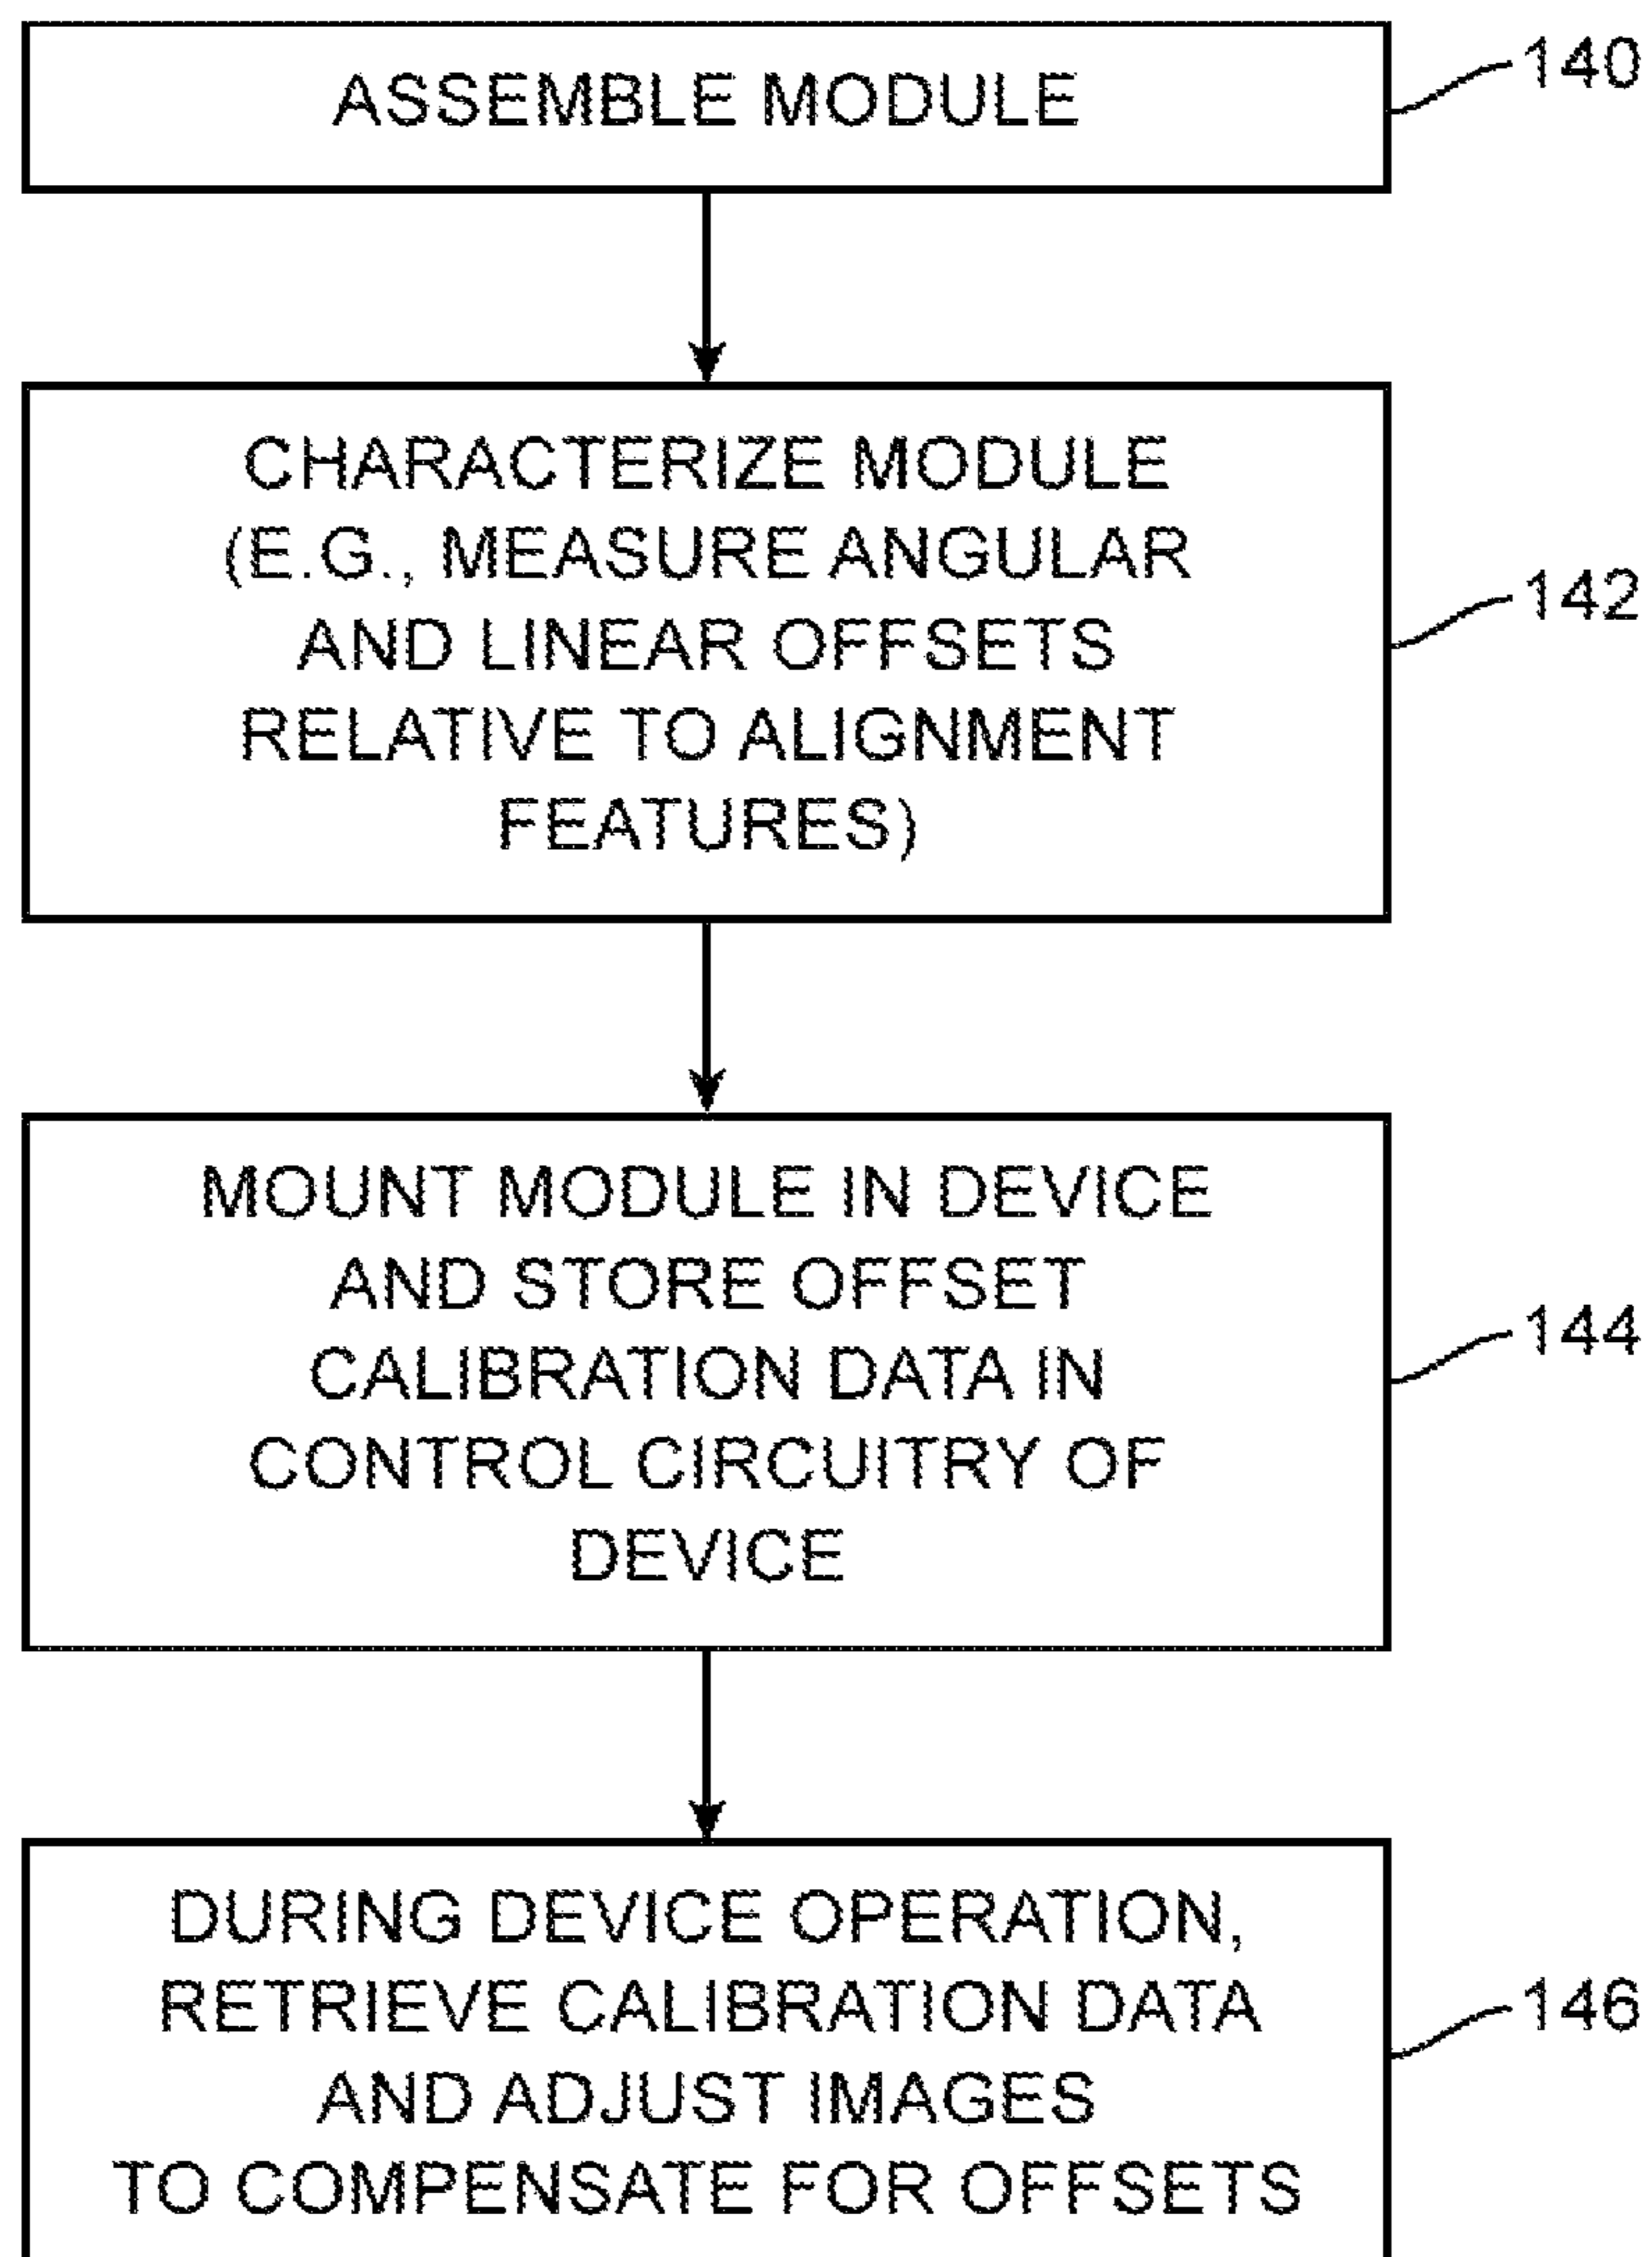 ASSEMBLE MODULE
140
CHARACTERIZE MODULE
(E.G., MEASURE ANGULAR
AND LINEAR OFFSETS
RELATIVE TO ALIGNMENT
FEATURES)
142
MOUNT MODULE IN DEVICE
AND STORE OFFSET
CALIBRATION DATA IN
CONTROL CIRCUITRY OF
DEVICE
144
DURING DEVICE OPERATION,
RETRIEVE CALIBRATION DATA
AND ADJUST IMAGES
TO COMPENSATE FOR OFFSETS
146